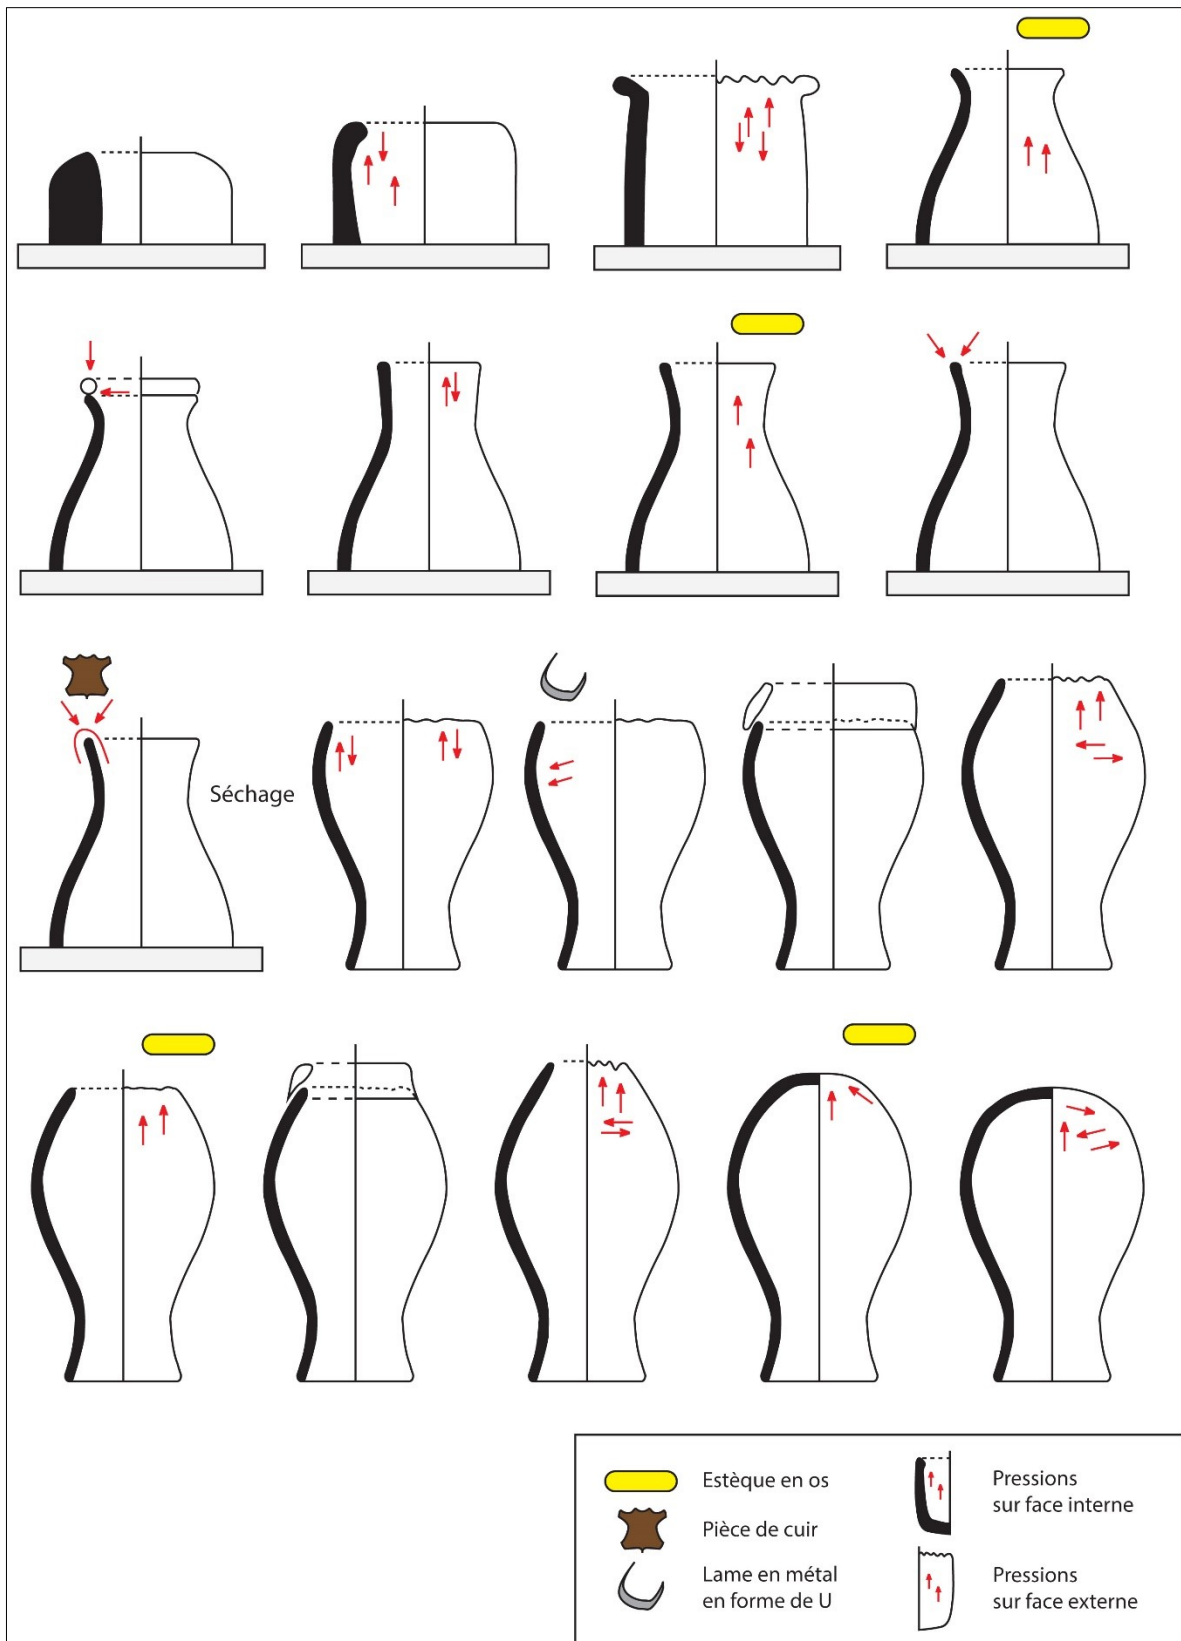 Séchage
Estèque en os
Pièce de cuir
Lame en métal
en forme de U
Pressions
sur face interne
Pressions
sur face externe